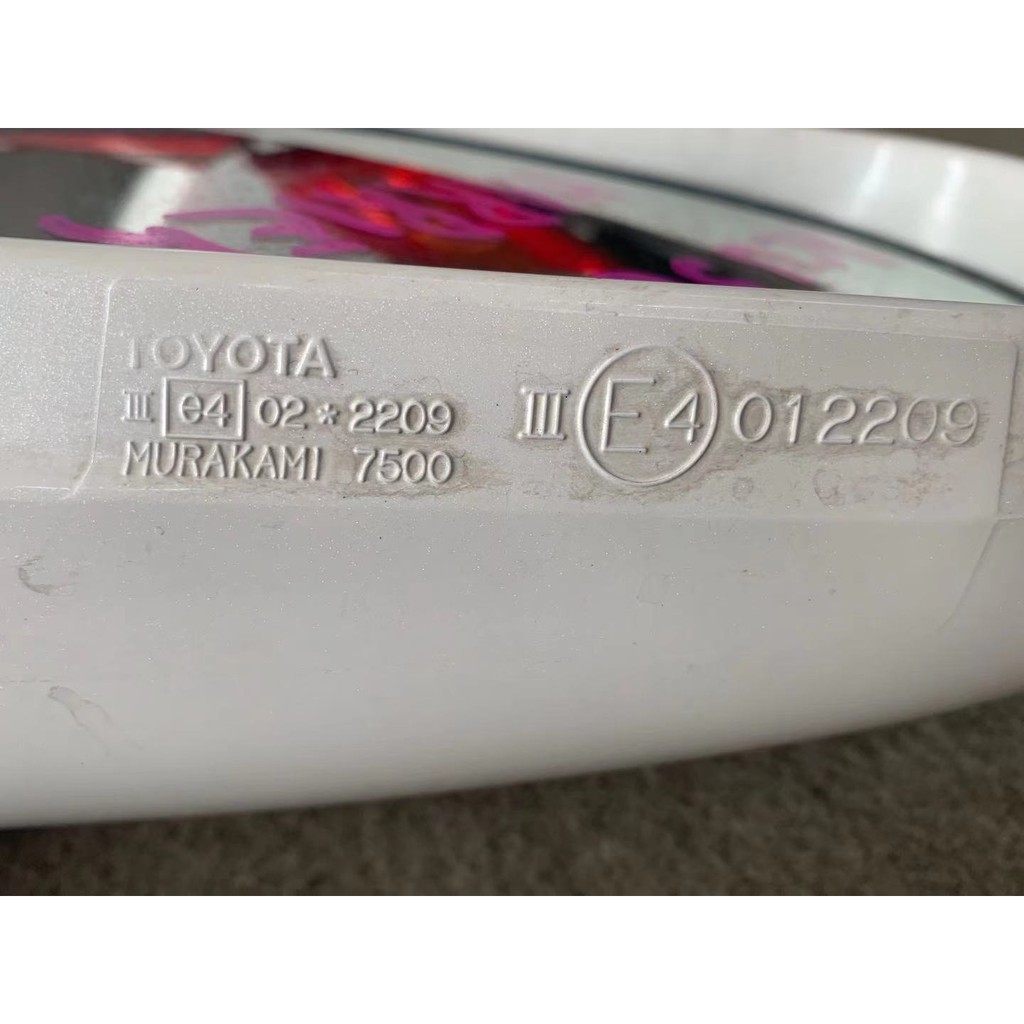 TOYOTA
III e4 02*2209
MURAKAMI 7500
III E4 012209